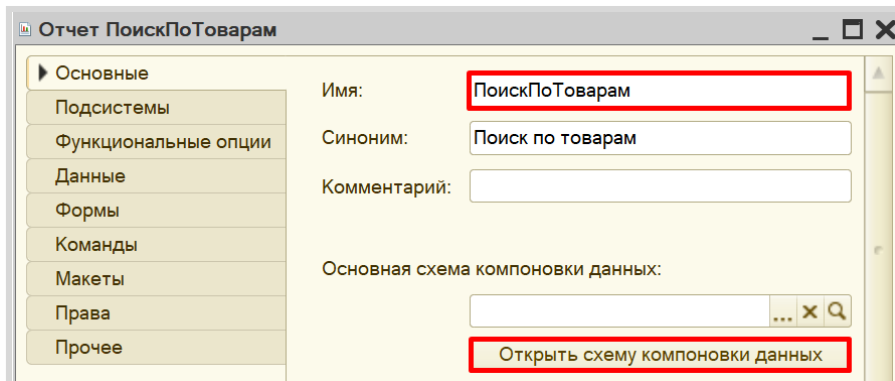 Отчет ПоискПоТоварам
Основные
Подсистемы
Функциональные опции
Данные
Формы
Команды
Макеты
Права
Прочее
Имя: ПоискПоТоварам
Синоним: Поиск по товарам
Комментарий:
Основная схема компоновки данных:
...
Открыть схему компоновки данных